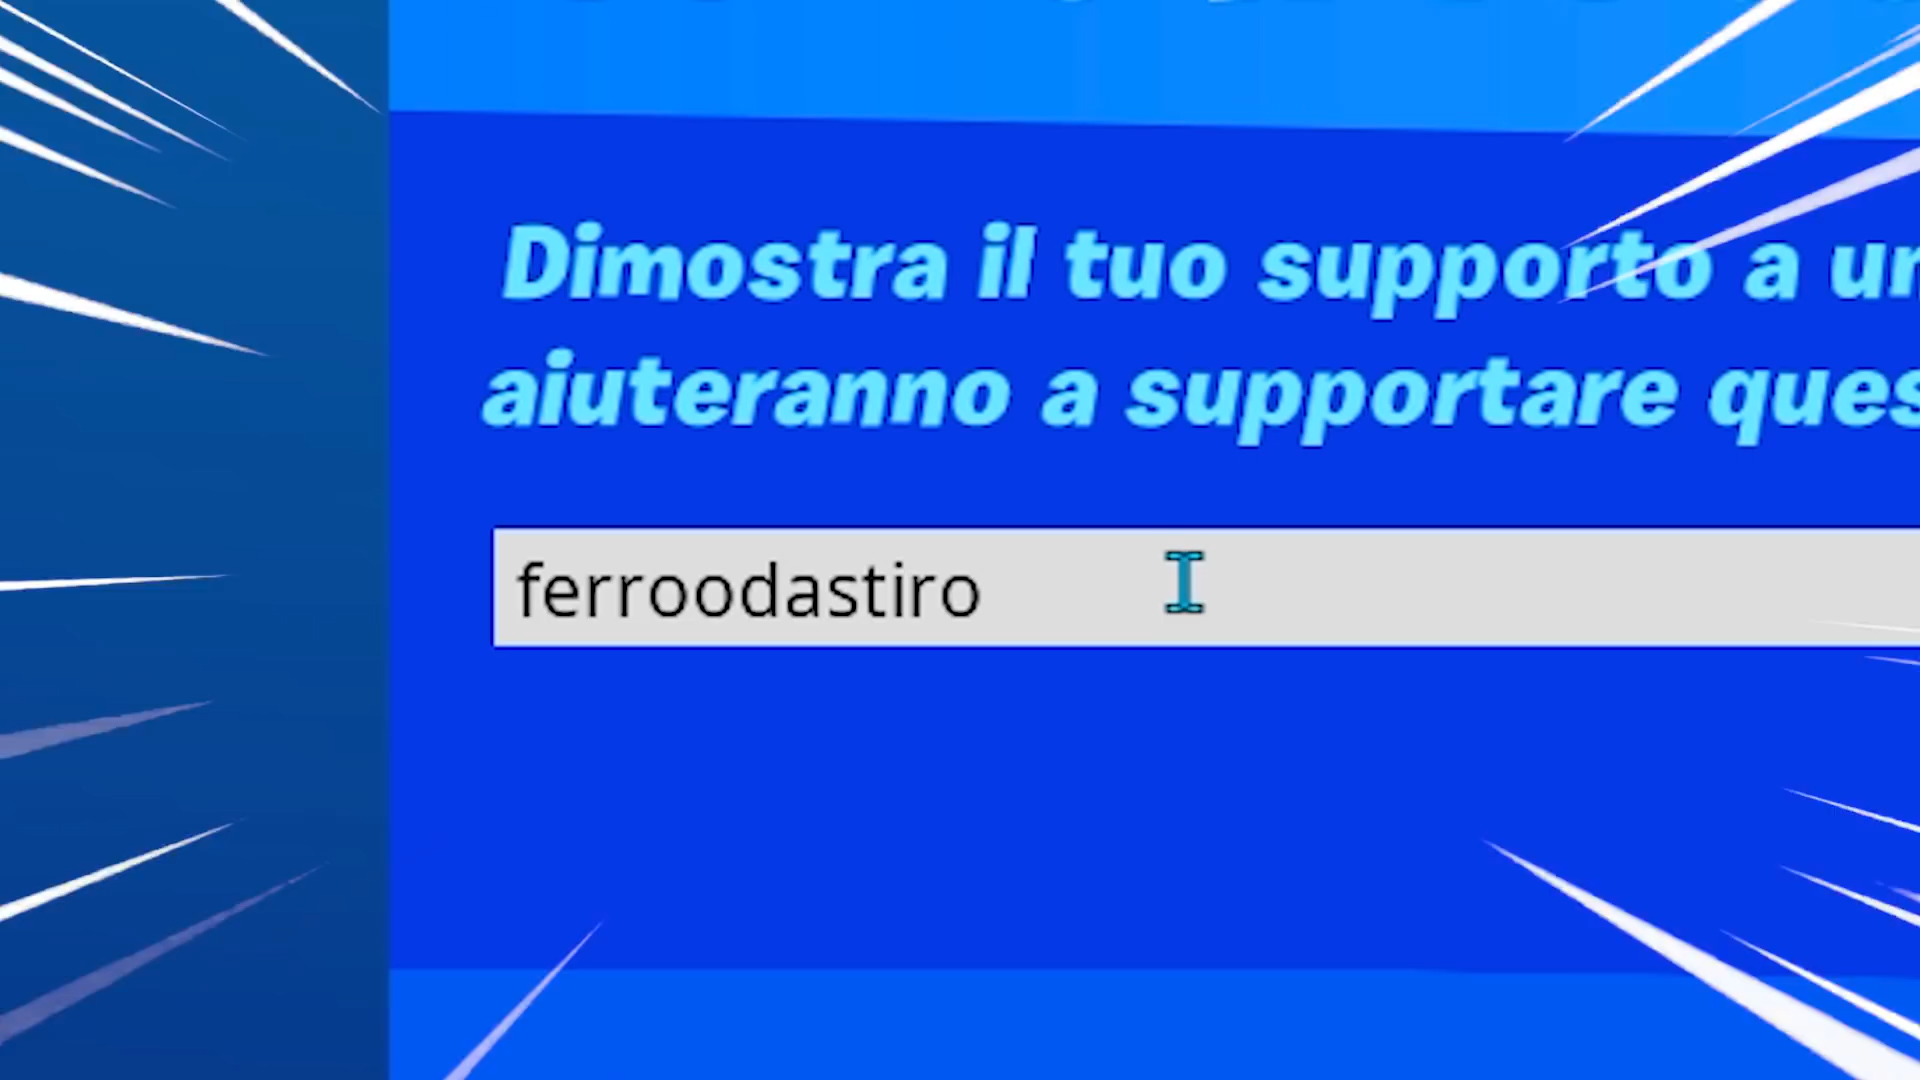 Dimostra il tuo supporto a un
aiuteranno a supportare ques
ferroodastiro